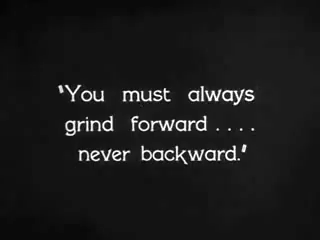 "You must always
grind forward . . . .
never backward."